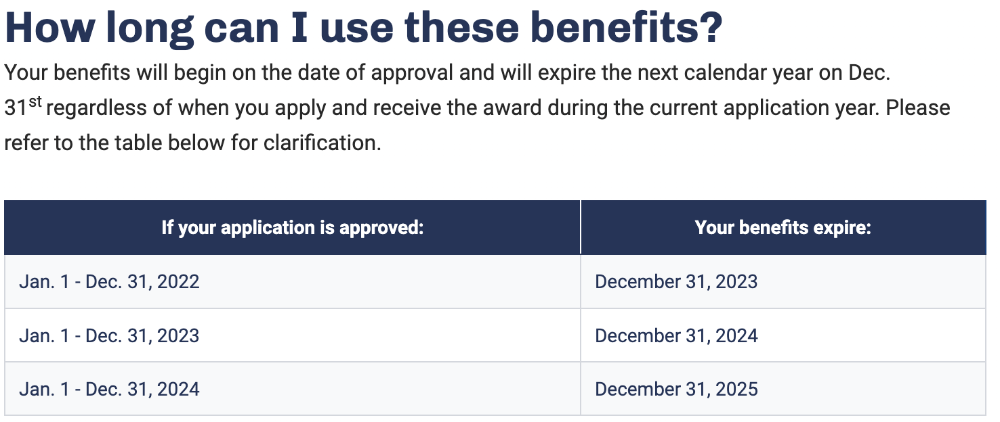 How long can I use these benefits?
Your benefits will begin on the date of approval and will expire the next calendar year on Dec.
31st regardless of when you apply and receive the award during the current application year. Please
refer to the table below for clarification.
If your application is approved: Your benefits expire:
Jan. 1 - Dec. 31, 2022 December 31, 2023
Jan. 1 - Dec. 31, 2023 December 31, 2024
Jan. 1 - Dec. 31, 2024 December 31, 2025